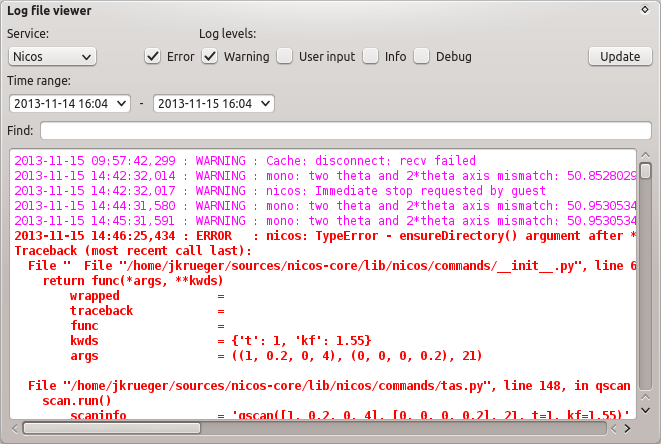 Log file viewer
Service: Log levels:
Nicos Error Warning User input Info Debug Update
Time range:
2013-11-14 16:04 - 2013-11-15 16:04
Find:
2013-11-15 09:57:42,299 : WARNING : Cache: disconnect: recv failed
2013-11-15 14:42:32,014 : WARNING : mono: two theta and 2*theta axis mismatch: 50.8528029
2013-11-15 14:42:32,017 : WARNING : nicos: Immediate stop requested by guest
2013-11-15 14:44:31,580 : WARNING : mono: two theta and 2*theta axis mismatch: 50.9530534
2013-11-15 14:45:31,591 : WARNING : mono: two theta and 2*theta axis mismatch: 50.9530534
2013-11-15 14:46:25,434 : ERROR : nicos: TypeError - ensureDirectory() argument after *
Traceback (most recent call last):
File " File "/home/jkrueger/sources/nicos-core/lib/nicos/commands/__init__.py", line 6
return func(*args, **kwds)
wrapped =
traceback =
func =
kwds = {'t': 1, 'kf': 1.55}
args = ((1, 0.2, 0, 4), (0, 0, 0, 0.2), 21)
File "/home/jkrueger/sources/nicos-core/lib/nicos/commands/tas.py", line 148, in qscan
scan.run()
scaninfo = 'qscan([1, 0.2, 0, 4], [0, 0, 0, 0.2], 21, t=1, kf=1.55)'